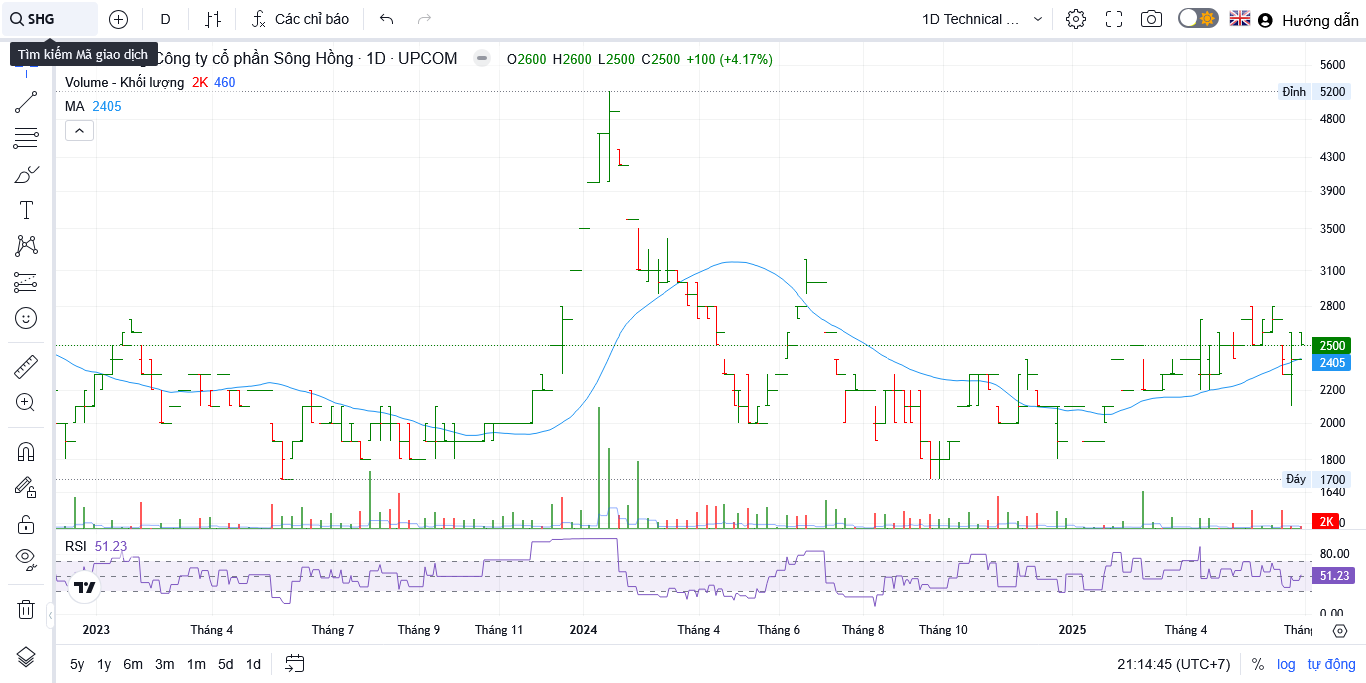 SHG
D
Các chỉ báo
1D Technical ...
Hướng dẫn
Tìm kiếm Mã giao dịch
Công ty cổ phần Sông Hồng · 1D · UPCOM
O2600 H2600 L2500 C2500 +100 (+4.17%)
Volume - Khối lượng 2K 460
MA 2405
5600
Đỉnh 5200
4800
4300
3900
3500
3100
2800
2500
2405
2200
2000
1800
Đáy 1700
1640
2K
0
RSI 51.23
80.00
51.23
0.00
2023 Tháng 4 Tháng 7 Tháng 9 Tháng 11 2024 Tháng 4 Tháng 6 Tháng 8 Tháng 10 2025 Tháng 4 Thán
5y 1y 6m 3m 1m 5d 1d
21:14:45 (UTC+7) % log tự động